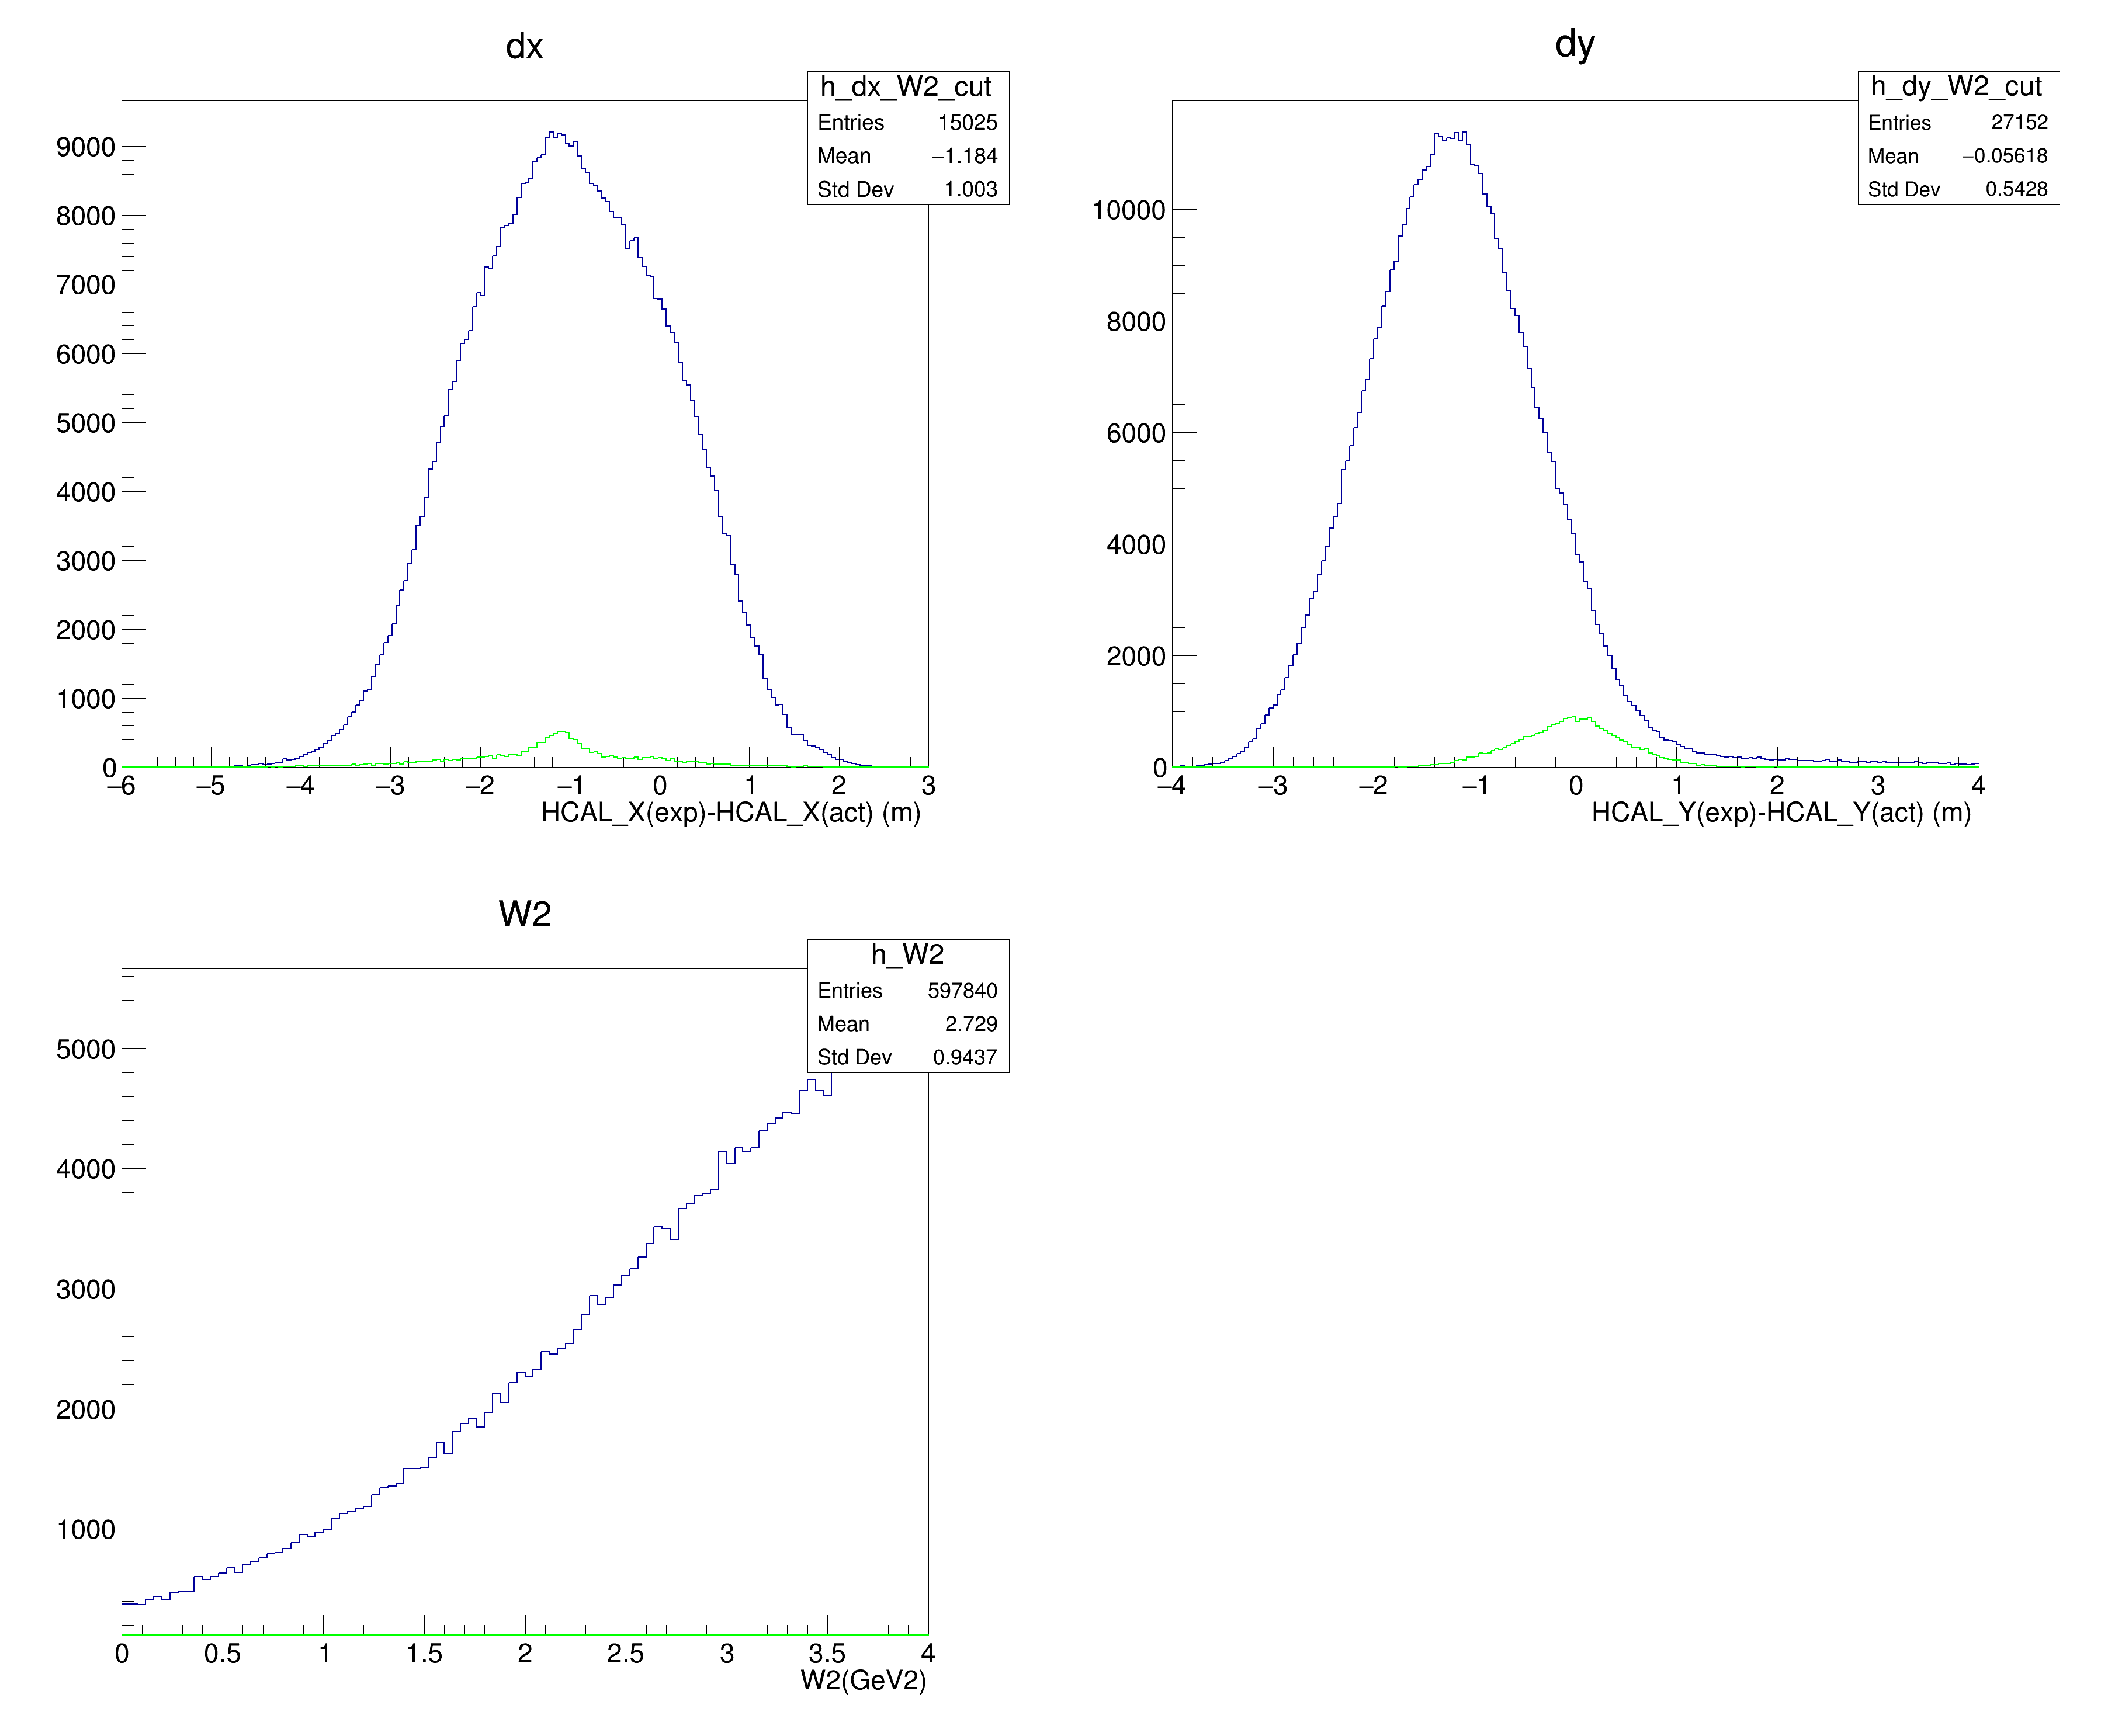 dx
h_dx_W2_cut
Entries 15025
Mean −1.184
Std Dev 1.003
9000
8000
7000
6000
5000
4000
3000
2000
1000
0
−6 −5 −4 −3 −2 −1 0 1 2 3
HCAL_X(exp)-HCAL_X(act) (m)
dy
h_dy_W2_cut
Entries 27152
Mean −0.05618
Std Dev 0.5428
10000
8000
6000
4000
2000
0
−4 −3 −2 −1 0 1 2 3 4
HCAL_Y(exp)-HCAL_Y(act) (m)
W2
h_W2
Entries 597840
Mean 2.729
Std Dev 0.9437
5000
4000
3000
2000
1000
0 0.5 1 1.5 2 2.5 3 3.5 4
W2(GeV2)